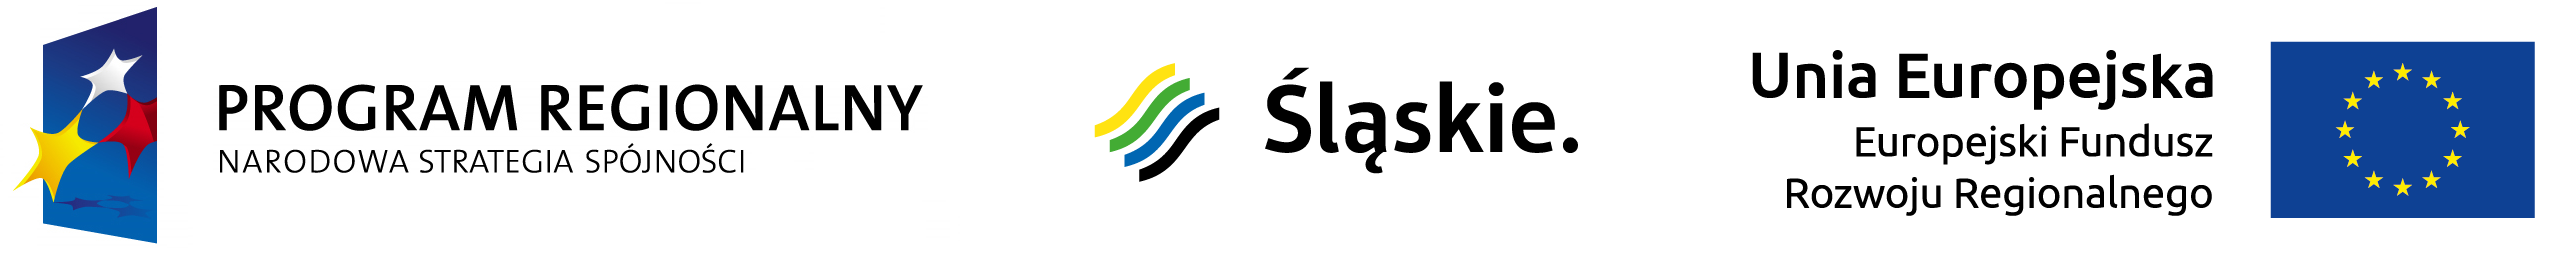 PROGRAM REGIONALNY
NARODOWA STRATEGIA SPÓJNOŚCI
Śląskie.
Unia Europejska
Europejski Fundusz
Rozwoju Regionalnego